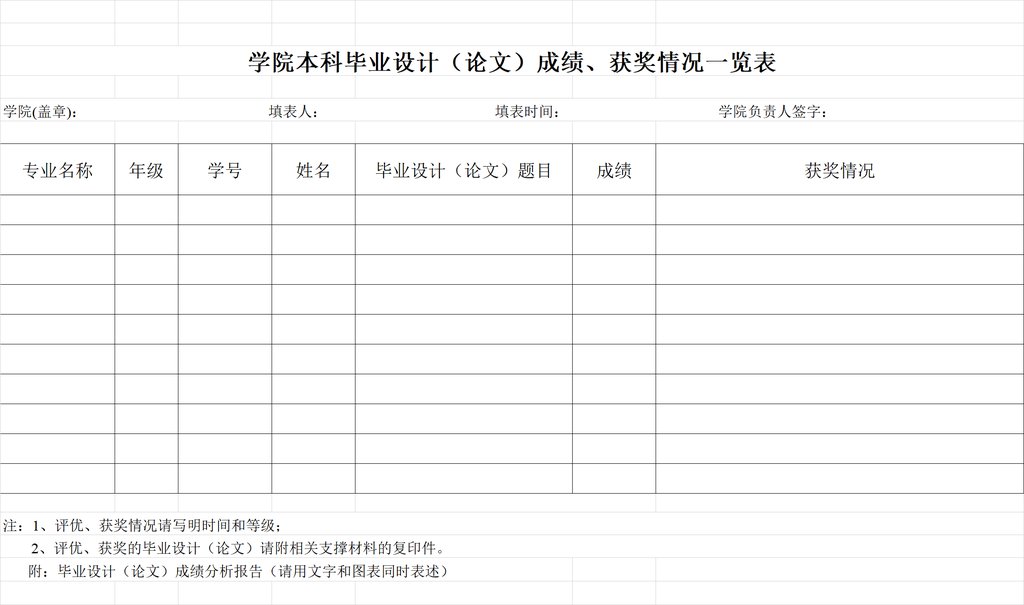 学院本科毕业设计（论文）成绩、获奖情况一览表
学院(盖章)： 填表人： 填表时间： 学院负责人签字：
专业名称 年级 学号 姓名 毕业设计（论文）题目 成绩 获奖情况
注：1、评优、获奖情况请写明时间和等级；
2、评优、获奖的毕业设计（论文）请附相关支撑材料的复印件。
附：毕业设计（论文）成绩分析报告（请用文字和图表同时表述）